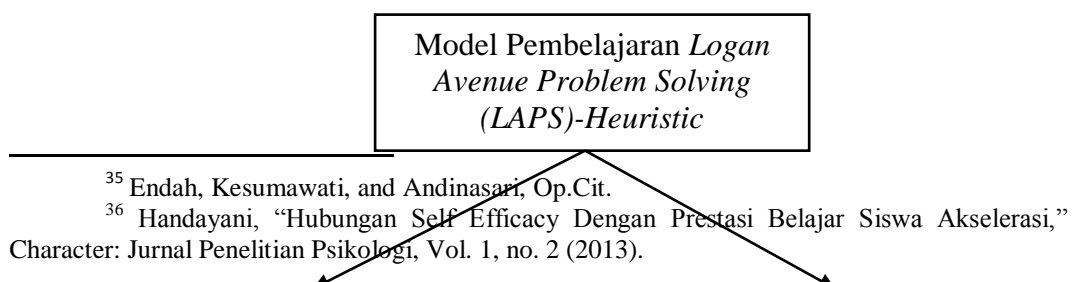 Model Pembelajaran Logan
Avenue Problem Solving
(LAPS)-Heuristic
35 Endah, Kesumawati, and Andinasari, Op.Cit.
36 Handayani, “Hubungan Self Efficacy Dengan Prestasi Belajar Siswa Akselerasi,”
Character: Jurnal Penelitian Psikologi, Vol. 1, no. 2 (2013).